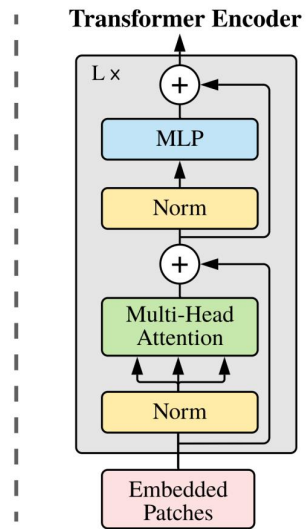 Transformer Encoder
L ×
+
MLP
Norm
+
Multi-Head
Attention
Norm
Embedded
Patches